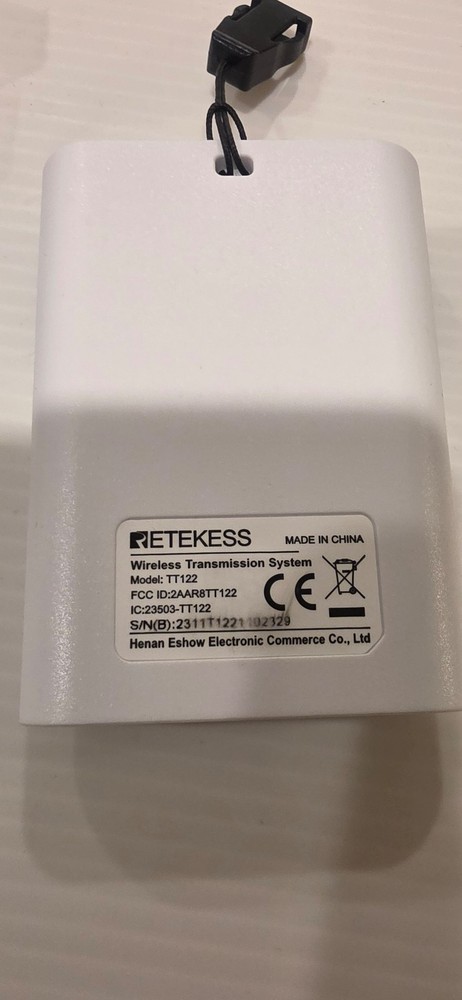 RETEKESS MADE IN CHINA
Wireless Transmission System
Model: TT122
FCC ID:2AAR8TT122
IC:23503-TT122
S/N(B):
Henan Eshow Electronic Commerce Co., Ltd
CE